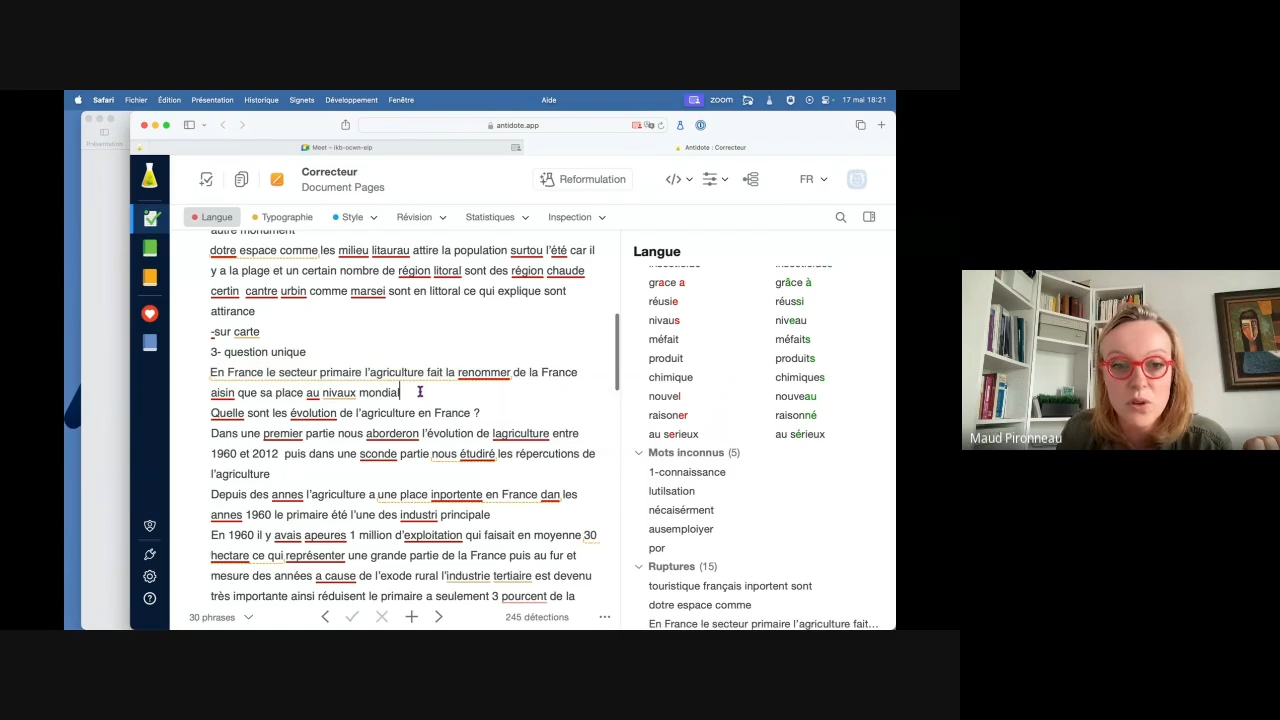 Safari Fichier Édition Présentation Historique Signets Développement Fenêtre Aide zoom 17 mai 18:21
antidote.app
Présentation
Meet – ikb-ocwn-eip
Antidote : Correcteur
Correcteur
Document Pages
Reformulation
FR
Langue Typographie Style Révision Statistiques Inspection
autre monument
dotre espace comme les milieu litaurau attire la population surtou l'été car il
y a la plage et un certain nombre de région litoral sont des région chaude
certin cantre urbin comme marsei sont en littoral ce qui explique sont
attirance
-sur carte
3- question unique
En France le secteur primaire l'agriculture fait la renommer de la France
aisin que sa place au nivaux mondial
Quelle sont les évolution de l'agriculture en France ?
Dans une premier partie nous aborderon l'évolution de lagriculture entre
1960 et 2012 puis dans une sconde partie nous étudiré les répercutions de
l'agriculture
Depuis des annes l'agriculture a une place inportente en France dan les
annes 1960 le primaire été l'une des industri principale
En 1960 il y avais apeures 1 million d'exploitation qui faisait en moyenne 30
hectare ce qui représenter une grande partie de la France puis au fur et
mesure des années a cause de l'exode rural l'industrie tertiaire est devenu
très importante ainsi réduisent le primaire a seulement 3 pourcent de la
30 phrases
245 détections
Langue
grace a grâce à
réusie réussi
nivaus niveau
méfait méfaits
produit produits
chimique chimiques
nouvel nouveau
raisoner raisonné
au serieux au sérieux
Mots inconnus (5)
1-connaissance
lutilsation
nécaisérment
ausemploiyer
por
Ruptures (15)
touristique français inportent sont
dotre espace comme
En France le secteur primaire l'agriculture fait…
Maud Pironneau